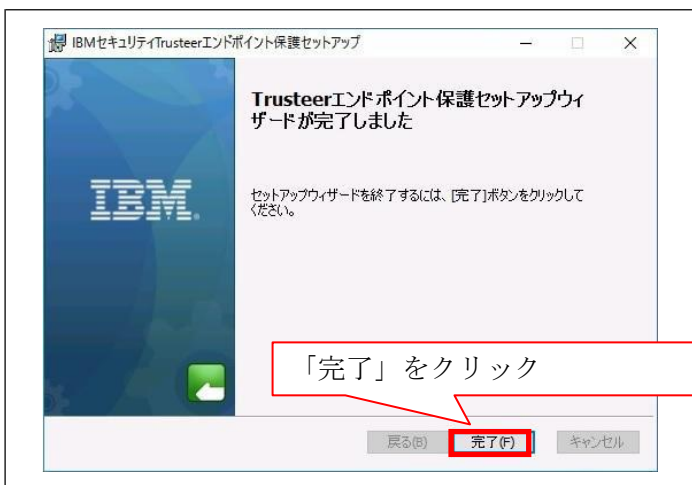 IBMセキュリティTrusteerエンドポイント保護セットアップ
Trusteerエンドポイント保護セットアップウィ
ザードが完了しました
IBM.
セットアップウィザードを終了するには、[完了]ボタンをクリックして
ください。
「完了」をクリック
戻る(B)
完了(F)
キャンセル